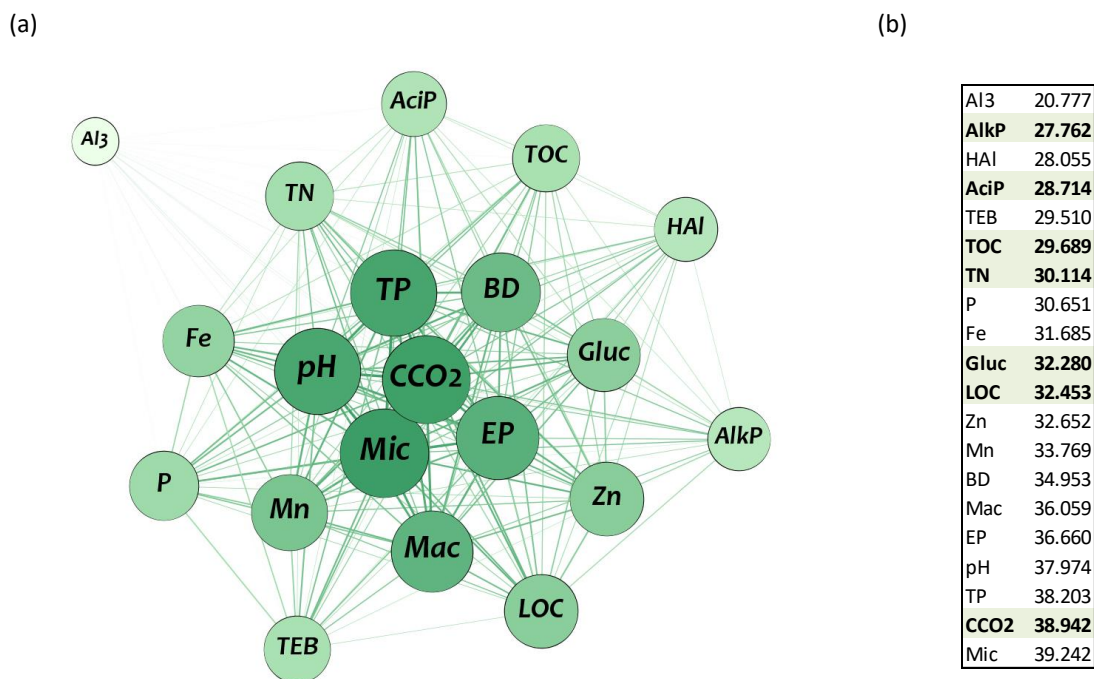 (a)
(b)
AciP
Al3
TOC
TN
HAl
TP
BD
Fe
Gluc
pH
CCO2
EP
AlkP
Mic
P
Zn
Mn
Mac
LOC
TEB
Al3 20.777
AlkP 27.762
HAl 28.055
AciP 28.714
TEB 29.510
TOC 29.689
TN 30.114
P 30.651
Fe 31.685
Gluc 32.280
LOC 32.453
Zn 32.652
Mn 33.769
BD 34.953
Mac 36.059
EP 36.660
pH 37.974
TP 38.203
CCO2 38.942
Mic 39.242